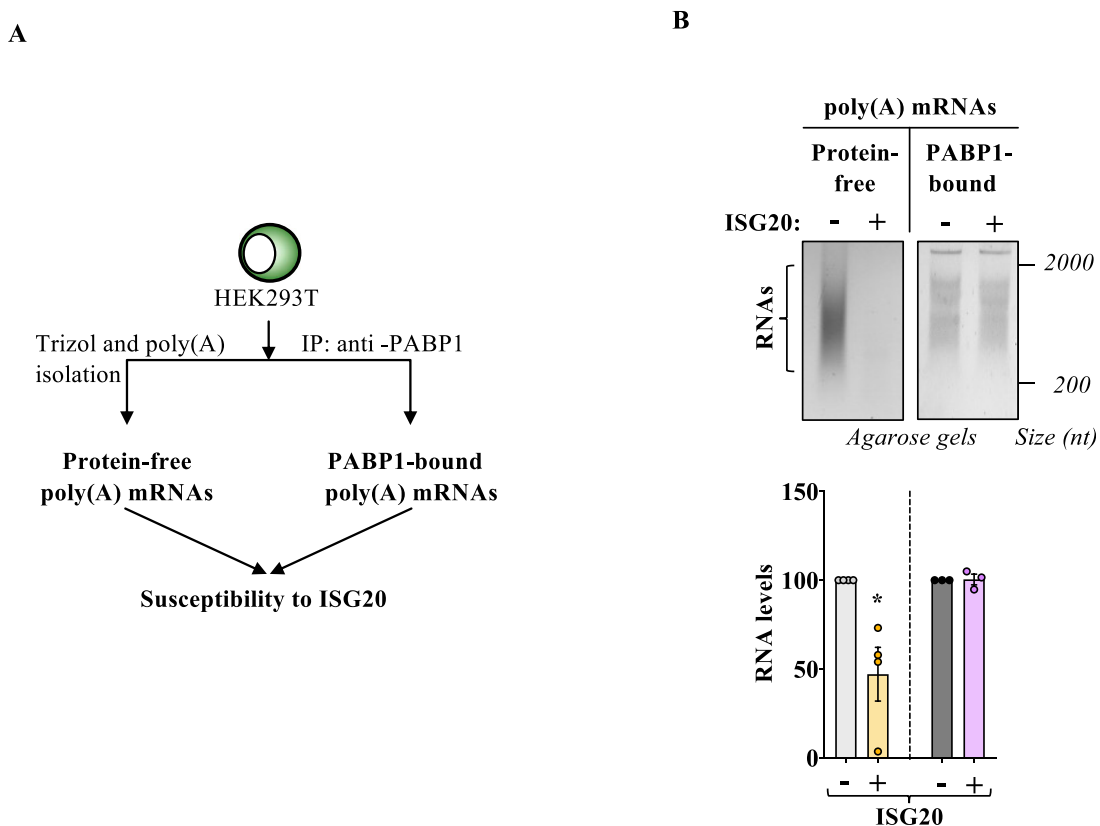 A
HEK293T
Trizol and poly(A)
isolation
IP: anti -PABP1
Protein-free
poly(A) mRNAs
PABP1-bound
poly(A) mRNAs
Susceptibility to ISG20
B
poly(A) mRNAs
Protein-
free
PABP1-
bound
ISG20: - + - +
RNAs
2000
200
Agarose gels Size (nt)
RNA levels
150
100
50
0
*
- + - +
ISG20